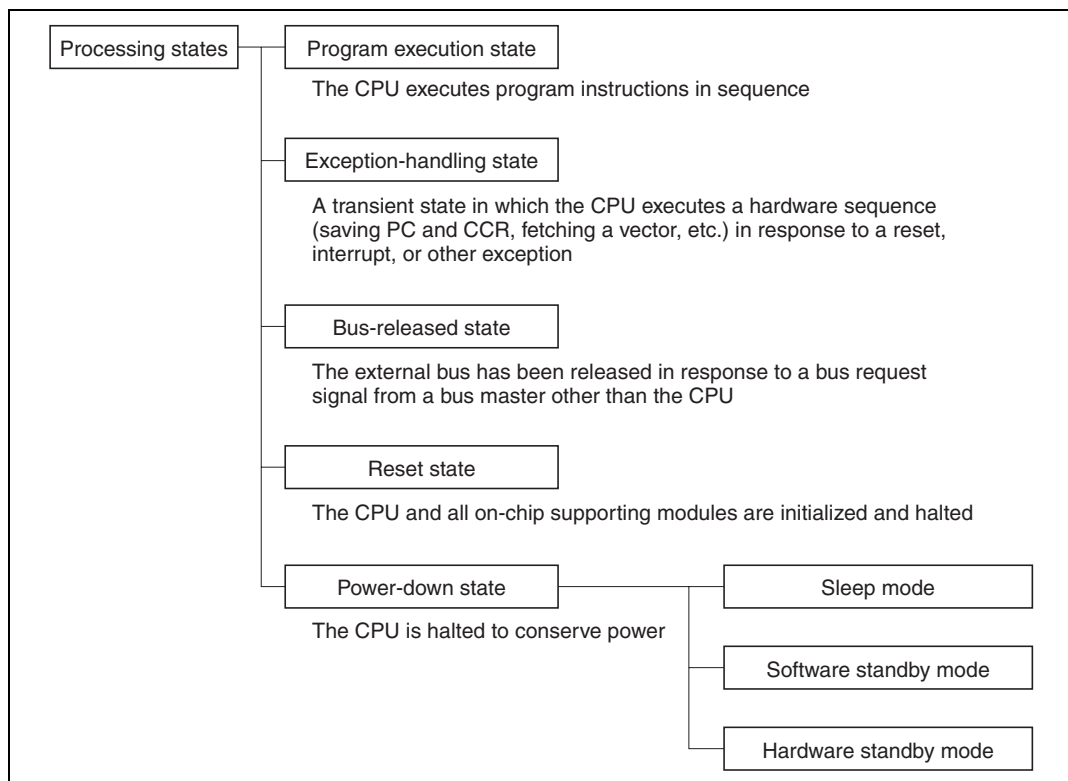 Processing states
Program execution state
The CPU executes program instructions in sequence
Exception-handling state
A transient state in which the CPU executes a hardware sequence
(saving PC and CCR, fetching a vector, etc.) in response to a reset,
interrupt, or other exception
Bus-released state
The external bus has been released in response to a bus request
signal from a bus master other than the CPU
Reset state
The CPU and all on-chip supporting modules are initialized and halted
Power-down state
The CPU is halted to conserve power
Sleep mode
Software standby mode
Hardware standby mode